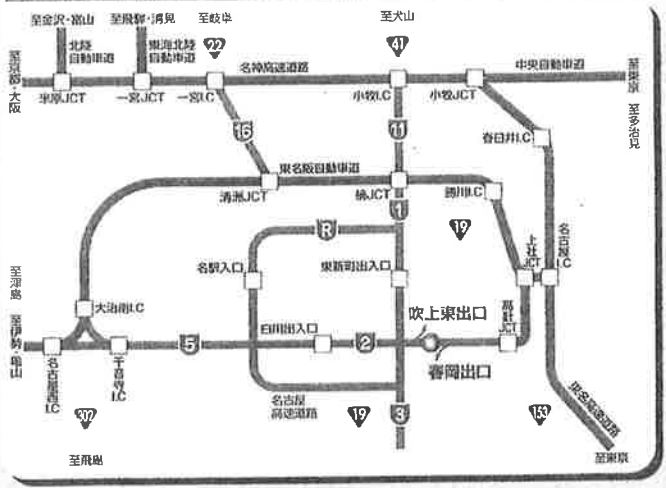 至金沢・富山
至飛騨・清見
至岐阜
至犬山
22
41
北陸
自動車道
東海北陸
自動車道
名神高速道路
中央自動車道
至京都・大阪
米原JCT
一宮JCT
一宮I.C
小牧I.C
小牧JCT
至東京
至多治見
16
11
春日井I.C
東名阪自動車道
清洲JCT
楠JCT
勝川I.C
1
R
19
名駅入口
東新町出入口
上社JCT
名古屋I.C
至津島
大治南I.C
吹上東出口
高針JCT
至伊勢・亀山
5
白川出入口
2
春岡出口
名古屋西I.C
千音寺I.C
名古屋
高速道路
302
19
3
153
東名高速道路
至飛島
至東京